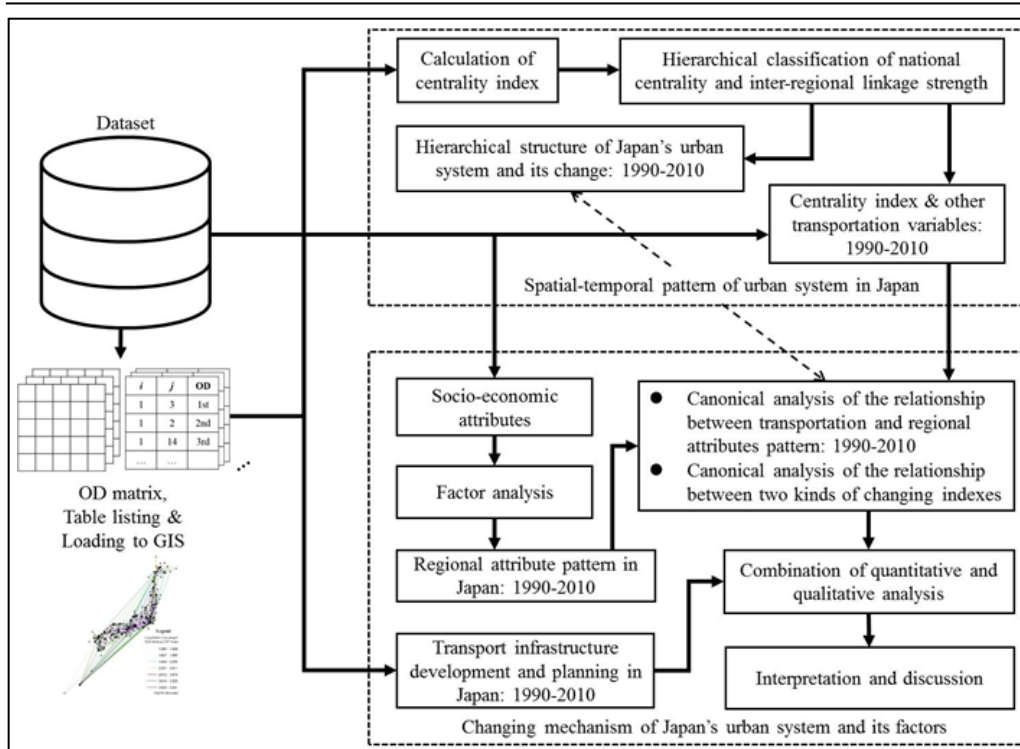 Dataset
Calculation of
centrality index
Hierarchical classification of national
centrality and inter-regional linkage strength
Hierarchical structure of Japan's urban
system and its change: 1990-2010
Centrality index & other
transportation variables:
1990-2010
Spatial-temporal pattern of urban system in Japan
i j OD
1 3 1st
1 2 2nd
1 14 3rd
... ...
...
OD matrix,
Table listing &
Loading to GIS
Legend
Socio-economic
attributes
Factor analysis
Regional attribute pattern in
Japan: 1990-2010
Transport infrastructure
development and planning in
Japan: 1990-2010
● Canonical analysis of the relationship
between transportation and regional
attributes pattern: 1990-2010
● Canonical analysis of the relationship
between two kinds of changing indexes
Combination of quantitative and
qualitative analysis
Interpretation and discussion
Changing mechanism of Japan's urban system and its factors